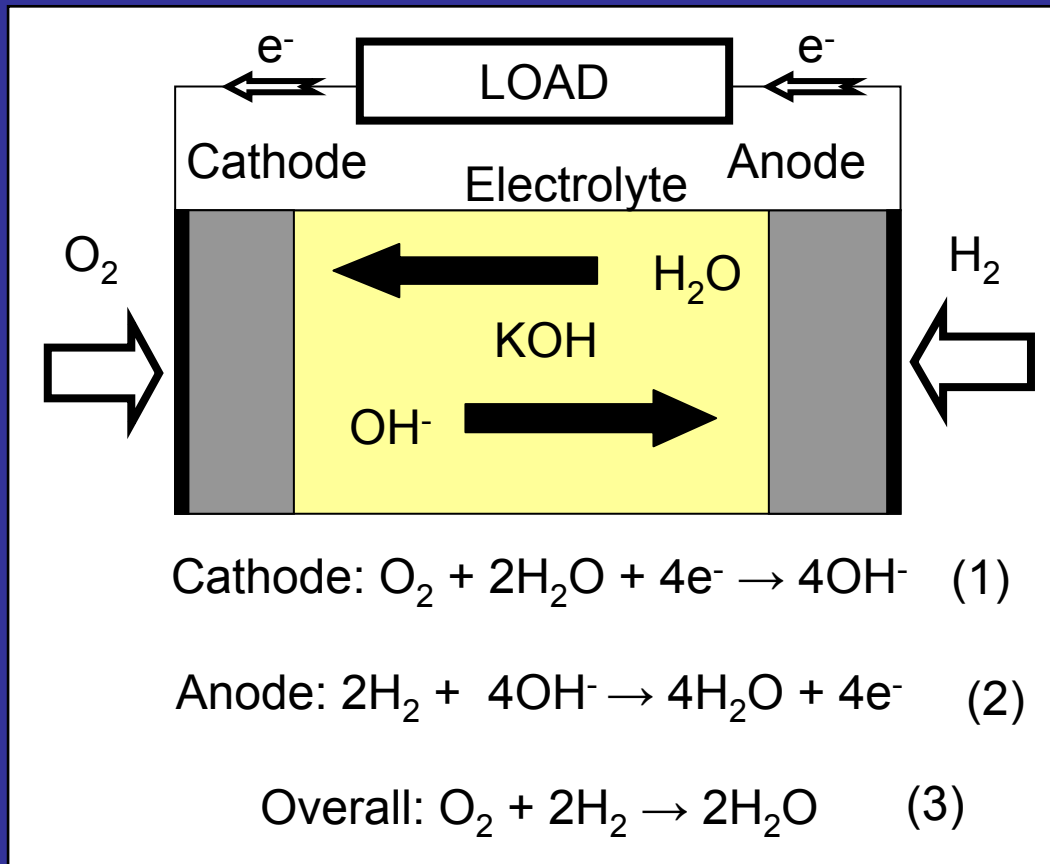 e⁻ LOAD e⁻
Cathode Electrolyte Anode
O₂ H₂O H₂
KOH
OH⁻
Cathode: O₂ + 2H₂O + 4e⁻ → 4OH⁻ (1)
Anode: 2H₂ + 4OH⁻ → 4H₂O + 4e⁻ (2)
Overall: O₂ + 2H₂ → 2H₂O (3)